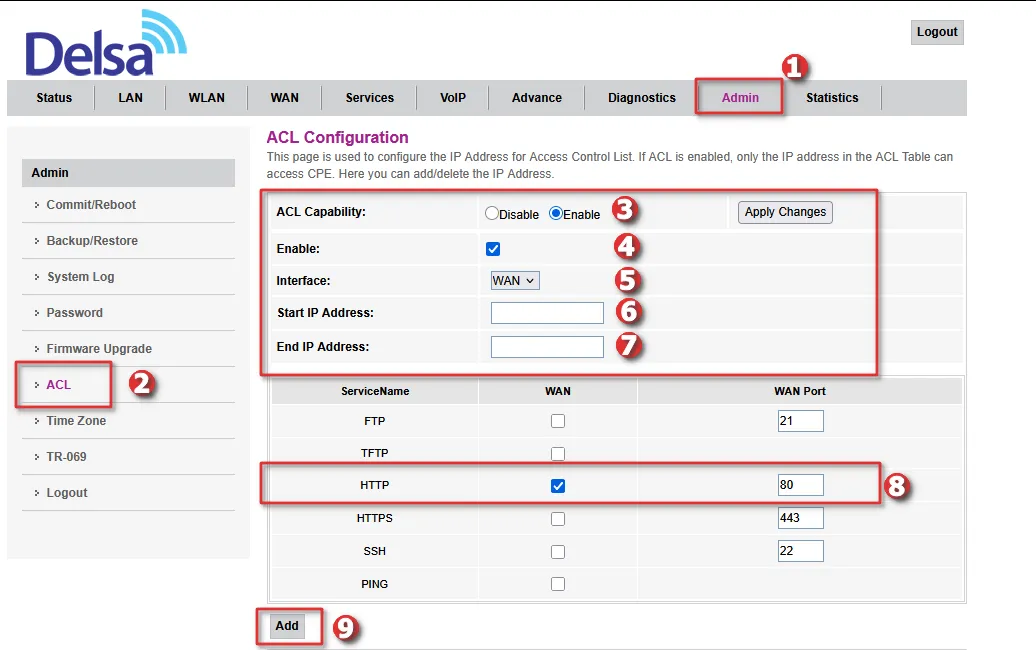 Delsa
Logout
1
Status LAN WLAN WAN Services VoIP Advance Diagnostics Admin Statistics
ACL Configuration
This page is used to configure the IP Address for Access Control List. If ACL is enabled, only the IP address in the ACL Table can
access CPE. Here you can add/delete the IP Address.
Admin
Commit/Reboot
Backup/Restore
System Log
Password
Firmware Upgrade
ACL 2
Time Zone
TR-069
Logout
ACL Capability: Disable Enable 3 Apply Changes
Enable: 4
Interface: WAN 5
Start IP Address: 6
End IP Address: 7
ServiceName WAN WAN Port
FTP 21
TFTP
HTTP 80 8
HTTPS 443
SSH 22
PING
Add 9